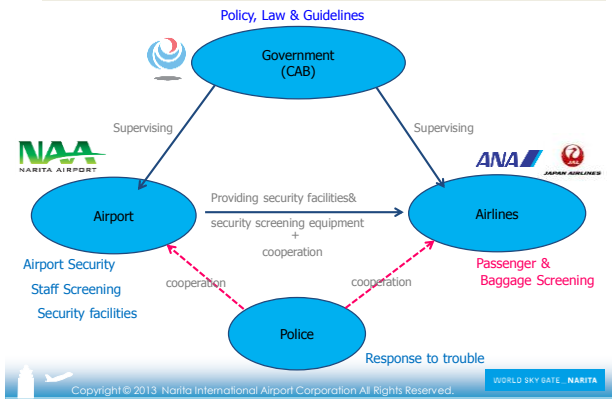 Policy, Law & Guidelines
Government
(CAB)
Supervising
Supervising
NAA
NARITA AIRPORT
ANA
JAL
JAPAN AIRLINES
Providing security facilities&
Airport
Airlines
security screening equipment
+
cooperation
Airport Security
Staff Screening
Security facilities
Passenger &
Baggage Screening
cooperation
cooperation
Police
Response to trouble
WORLD SKY GATE_NARITA
Copyright © 2013 Narita International Airport Corporation All Rights Reserved.